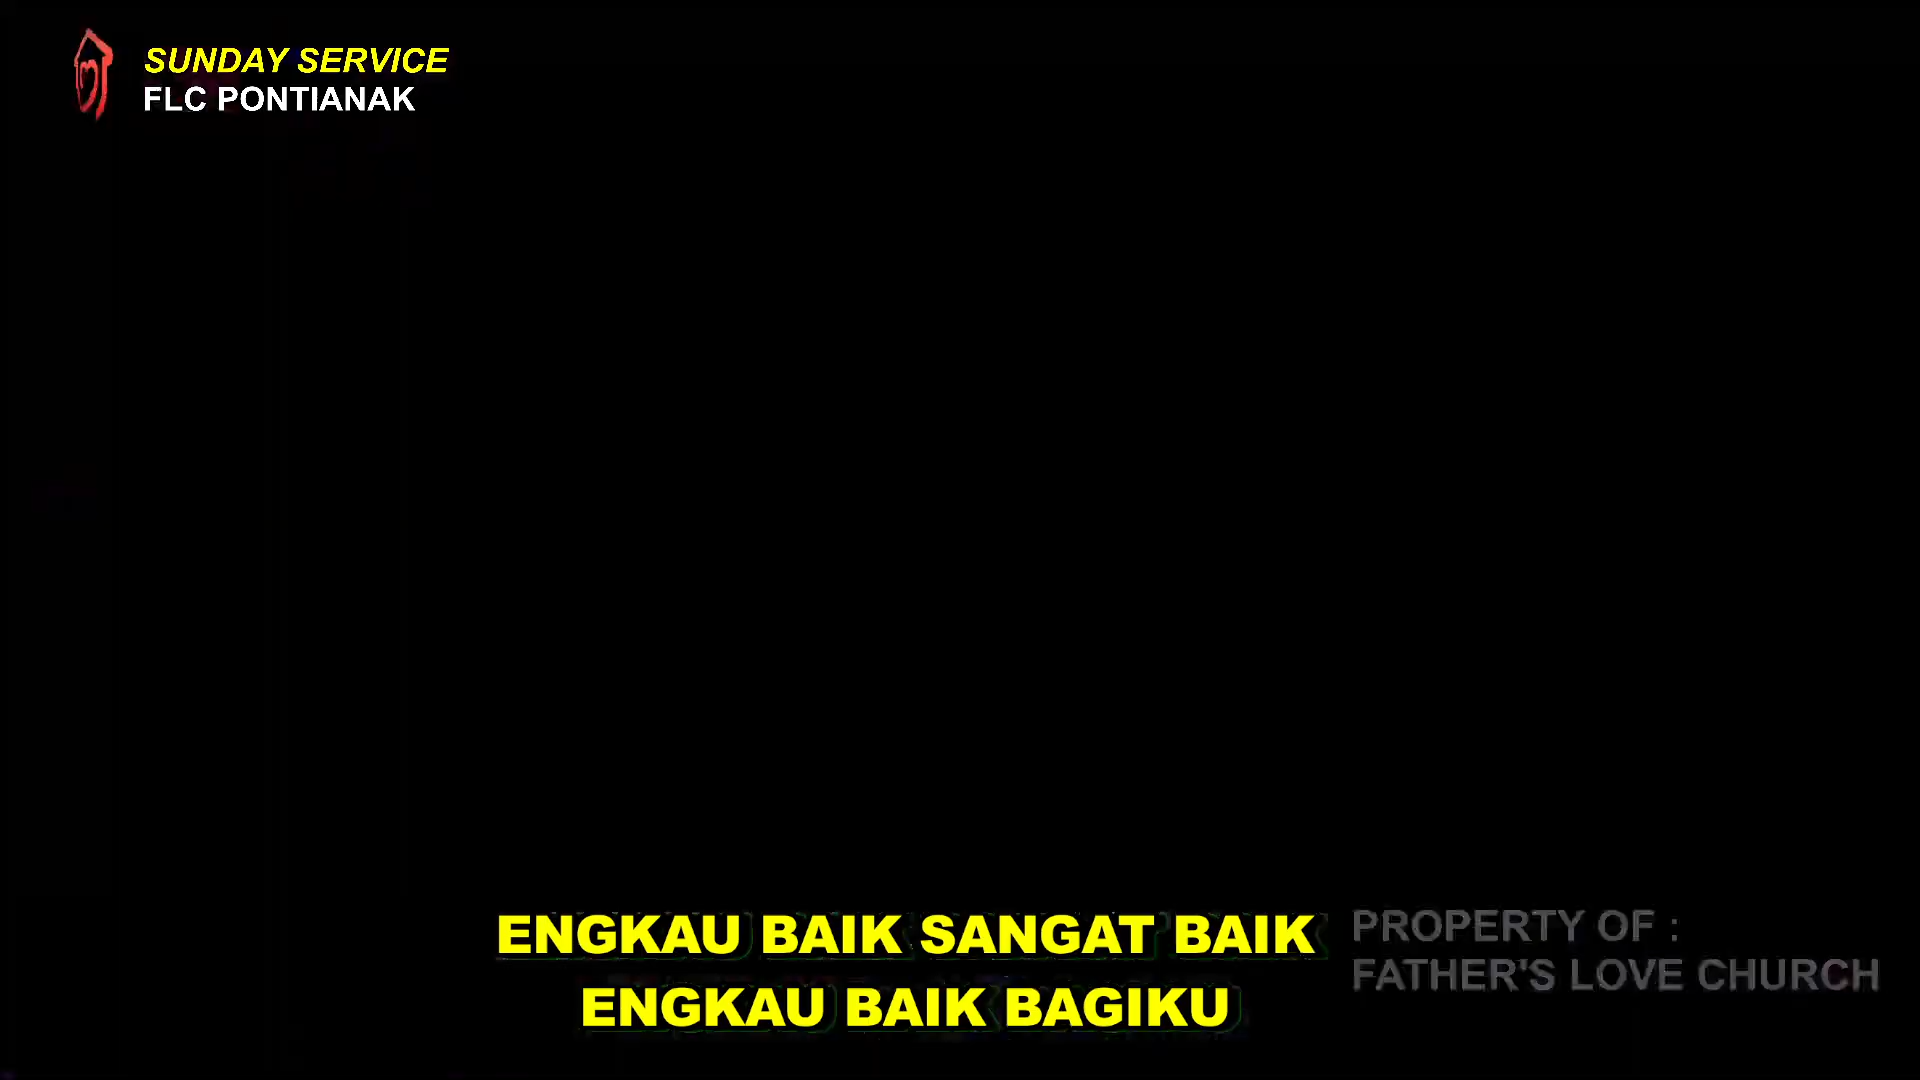 SUNDAY SERVICE
FLC PONTIANAK
ENGKAU BAIK SANGAT BAIK
ENGKAU BAIK BAGIKU
PROPERTY OF :
FATHER'S LOVE CHURCH